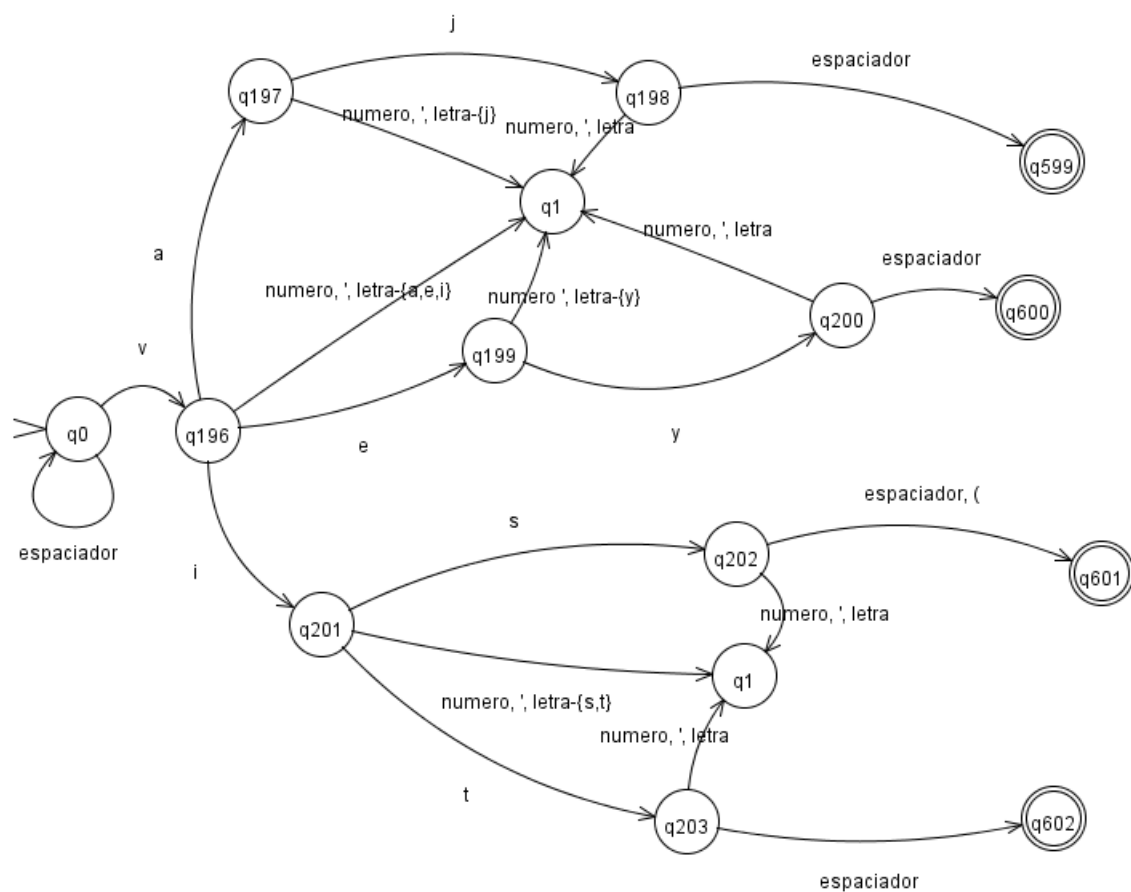 j
espaciador
q197
q198
numero, ', letra-{j}
numero, ', letra
q599
q1
numero, ', letra
a
espaciador
numero, ', letra-{a,e,i}
numero ', letra-{y}
q600
q200
v
q199
q0
q196
e
y
espaciador, (
s
espaciador
q202
i
q601
numero, ', letra
q201
q1
numero, ', letra-{s,t}
numero, ', letra
t
q203
q602
espaciador